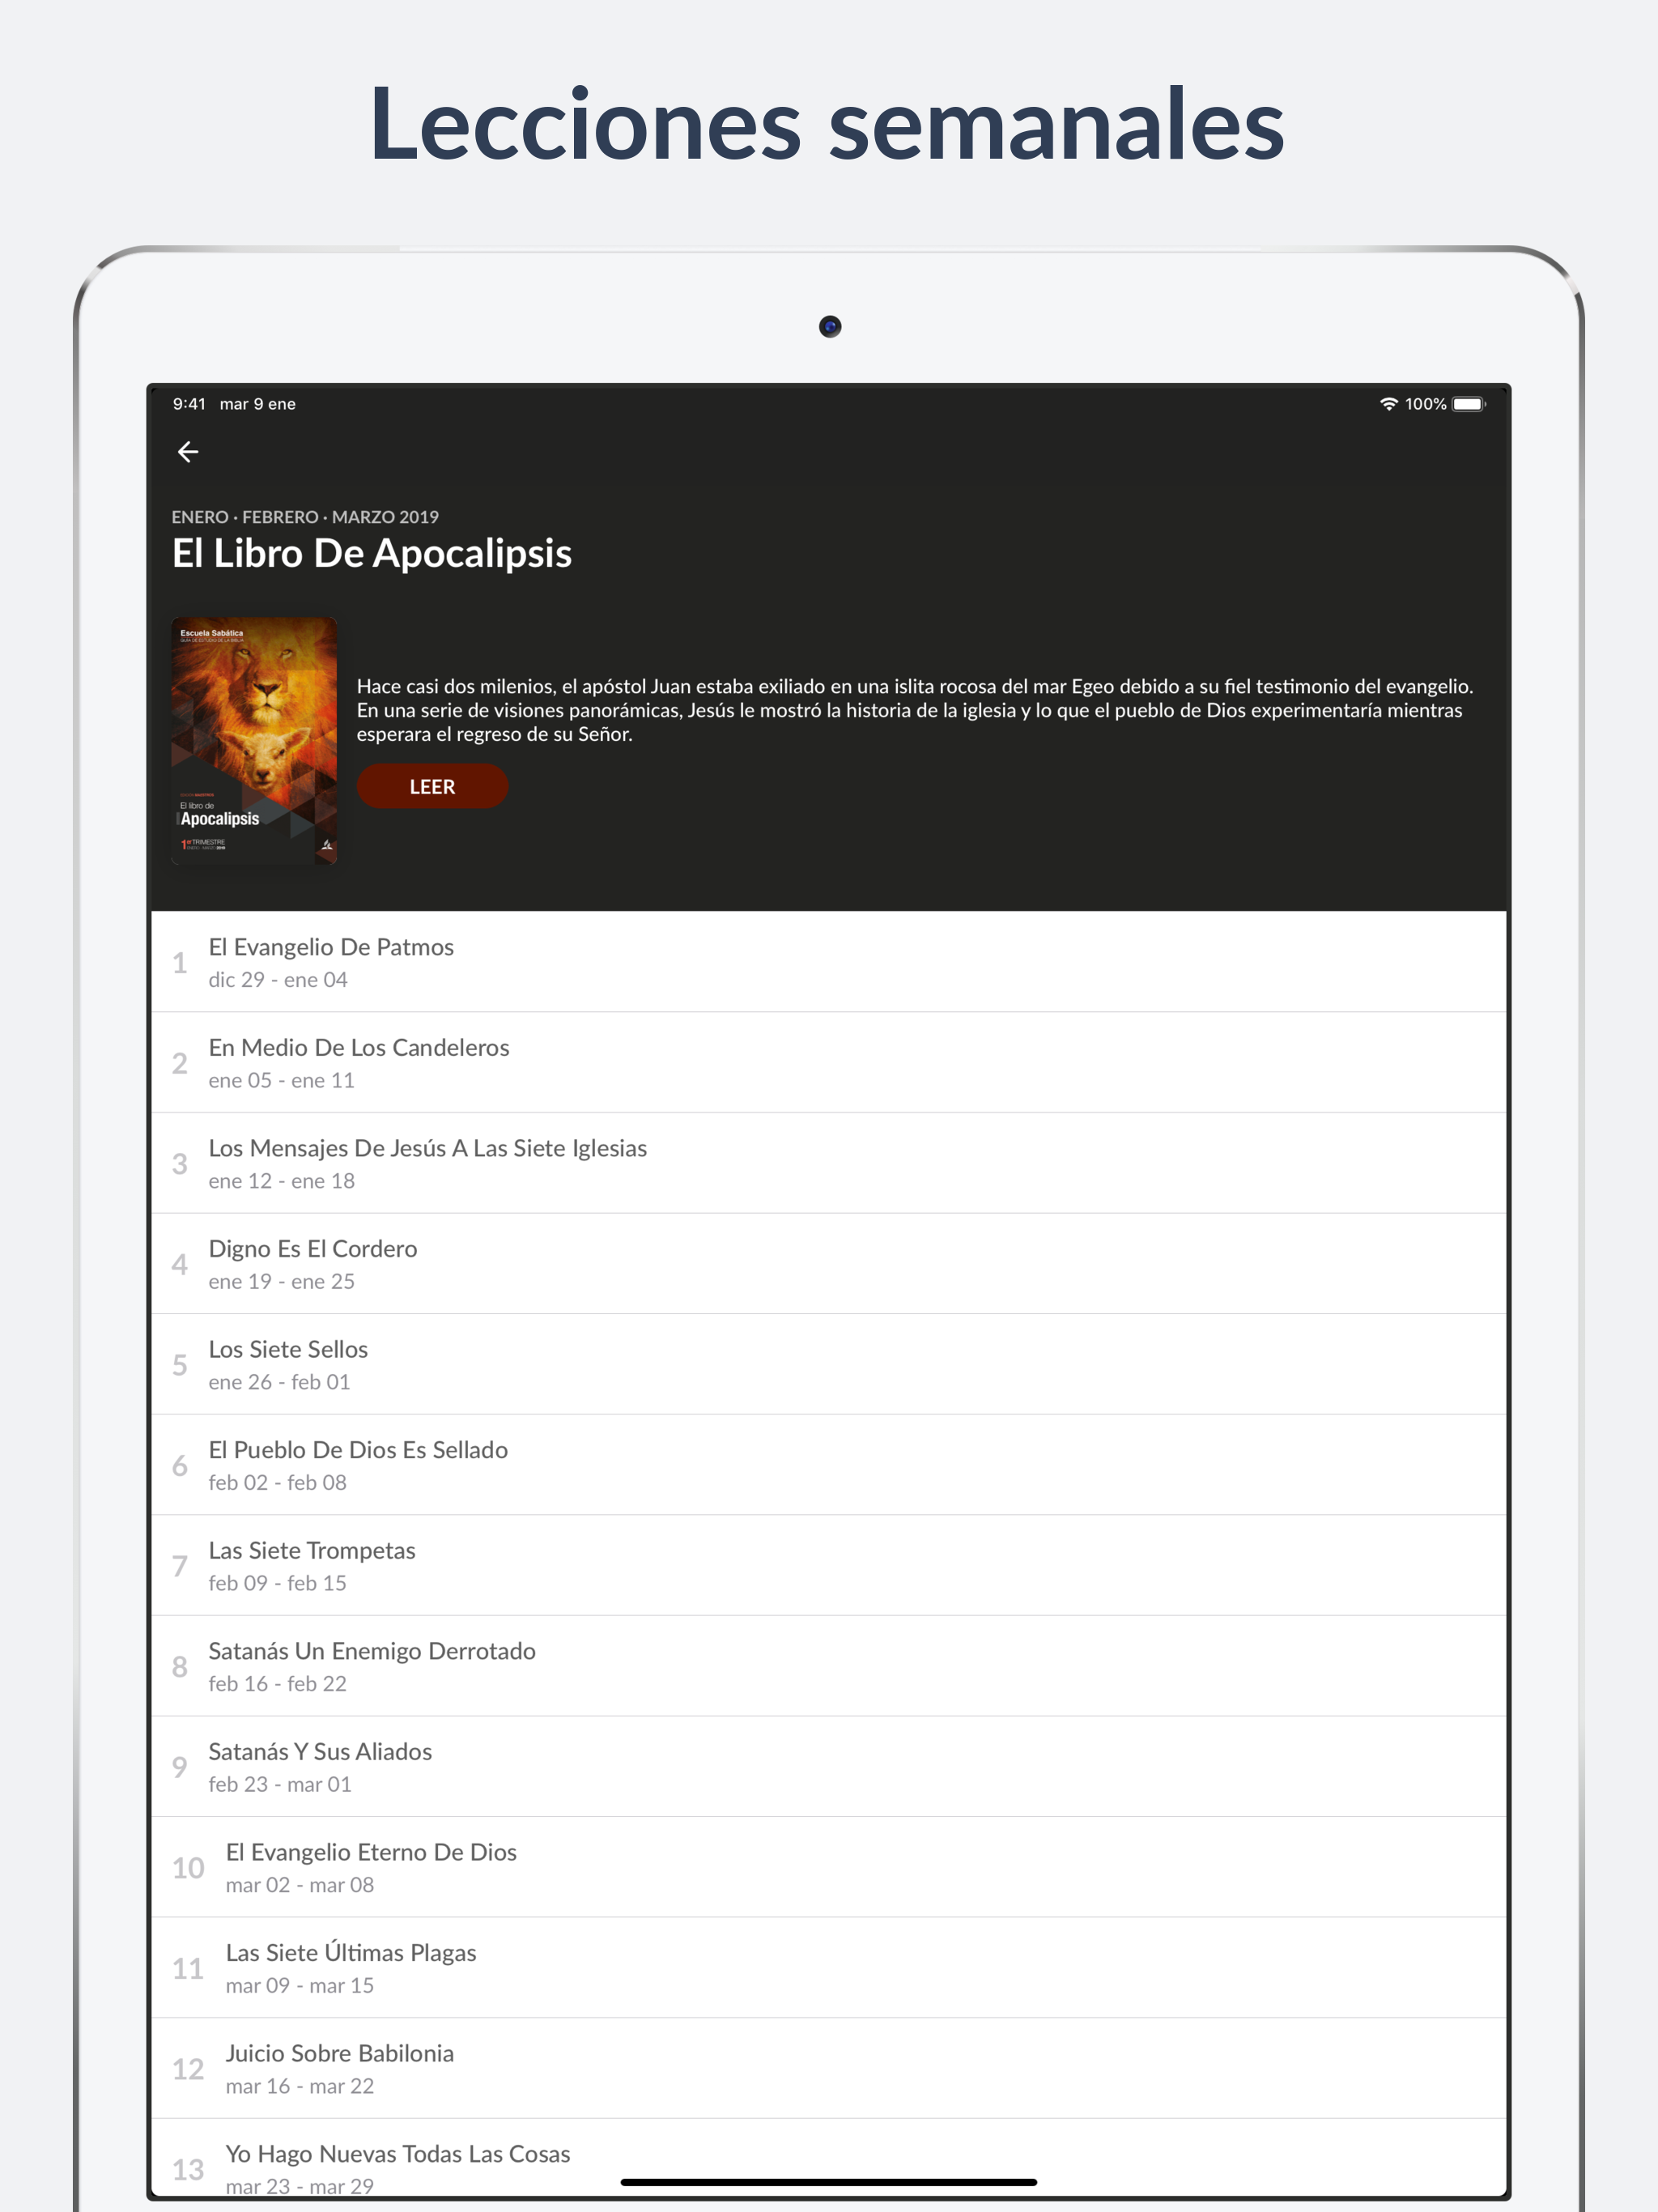 Lecciones semanales
9:41 mar 9 ene 100%
ENERO · FEBRERO · MARZO 2019
El Libro De Apocalipsis
Escuela Sabática
GUÍA DE ESTUDIO DE LA BIBLIA
El libro de
Apocalipsis
1er TRIMESTRE
2019
Hace casi dos milenios, el apóstol Juan estaba exiliado en una islita rocosa del mar Egeo debido a su fiel testimonio del evangelio.
En una serie de visiones panorámicas, Jesús le mostró la historia de la iglesia y lo que el pueblo de Dios experimentaría mientras
esperara el regreso de su Señor.
LEER
1 El Evangelio De Patmos
dic 29 - ene 04
2 En Medio De Los Candeleros
ene 05 - ene 11
3 Los Mensajes De Jesús A Las Siete Iglesias
ene 12 - ene 18
4 Digno Es El Cordero
ene 19 - ene 25
5 Los Siete Sellos
ene 26 - feb 01
6 El Pueblo De Dios Es Sellado
feb 02 - feb 08
7 Las Siete Trompetas
feb 09 - feb 15
8 Satanás Un Enemigo Derrotado
feb 16 - feb 22
9 Satanás Y Sus Aliados
feb 23 - mar 01
10 El Evangelio Eterno De Dios
mar 02 - mar 08
11 Las Siete Últimas Plagas
mar 09 - mar 15
12 Juicio Sobre Babilonia
mar 16 - mar 22
13 Yo Hago Nuevas Todas Las Cosas
mar 23 - mar 29